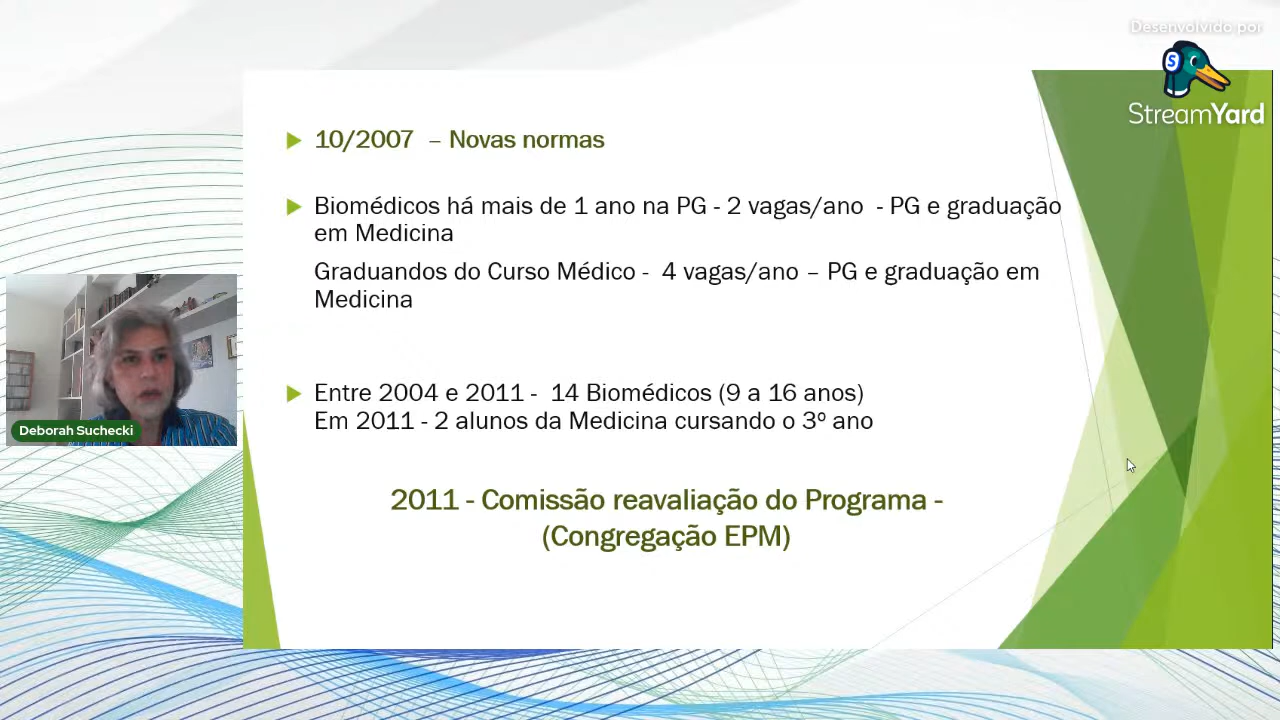 Desenvolvido por
StreamYard
10/2007 – Novas normas
Biomédicos há mais de 1 ano na PG - 2 vagas/ano - PG e graduação
em Medicina
Graduandos do Curso Médico - 4 vagas/ano – PG e graduação em
Medicina
Entre 2004 e 2011 - 14 Biomédicos (9 a 16 anos)
Em 2011 - 2 alunos da Medicina cursando o 3º ano
2011 - Comissão reavaliação do Programa -
(Congregação EPM)
Deborah Suchecki